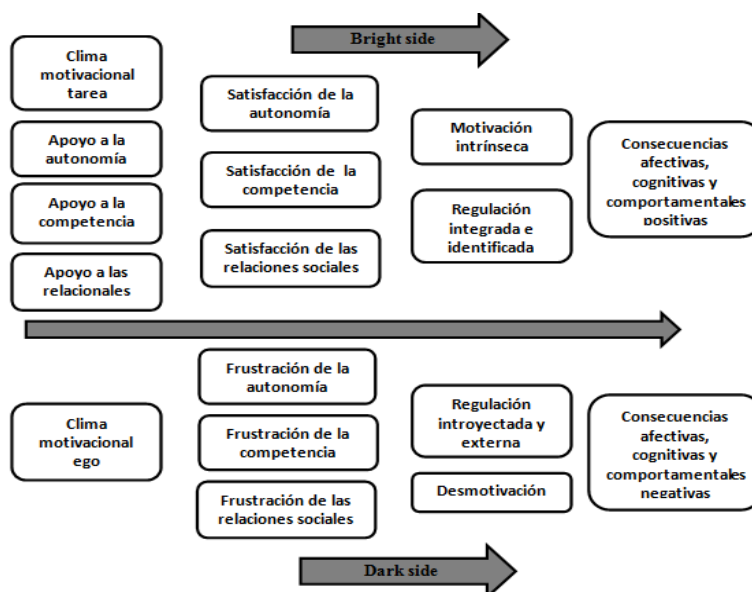 Bright side
Clima
motivacional
tarea
Apoyo a la
autonomía
Apoyo a la
competencia
Apoyo a las
relacionales
Satisfacción de la
autonomía
Satisfacción de la
competencia
Satisfacción de las
relaciones sociales
Motivación
intrínseca
Regulación
integrada e
identificada
Consecuencias
afectivas,
cognitivas y
comportamentales
positivas
Clima
motivacional
ego
Frustración de la
autonomía
Frustración de la
competencia
Frustración de las
relaciones sociales
Regulación
introyectada y
externa
Desmotivación
Consecuencias
afectivas,
cognitivas y
comportamentales
negativas
Dark side